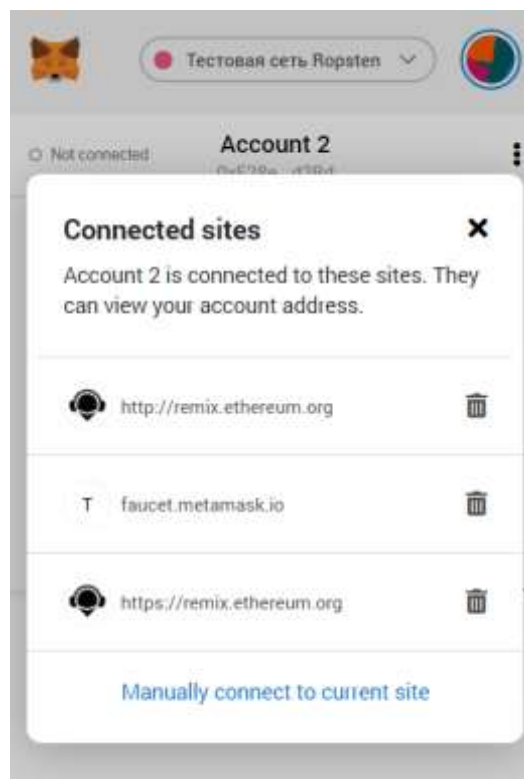 Тестовая сеть Ropsten
Not connected
Account 2
Connected sites
Account 2 is connected to these sites. They
can view your account address.
http://remix.ethereum.org
T
faucet.metamask.io
https://remix.ethereum.org
Manually connect to current site